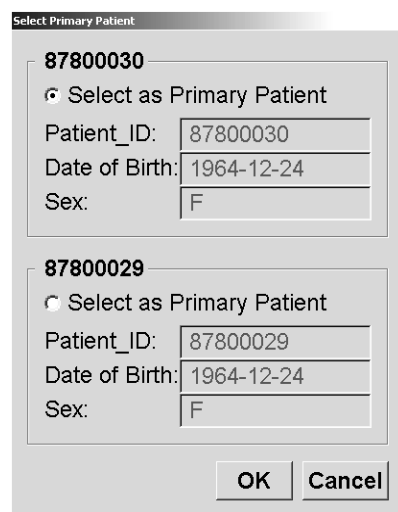 Select Primary Patient
87800030
Select as Primary Patient
Patient_ID: 87800030
Date of Birth: 1964-12-24
Sex: F
87800029
Select as Primary Patient
Patient_ID: 87800029
Date of Birth: 1964-12-24
Sex: F
OK Cancel